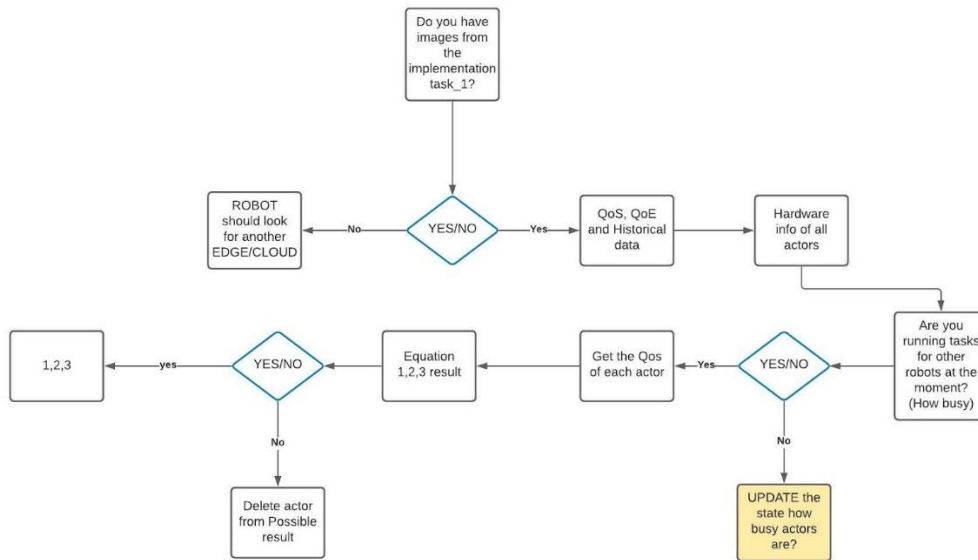 Do you have
images from
the
implementation
task_1?
ROBOT
should look
for another
EDGE/CLOUD
No
YES/NO
Yes
QoS, QoE
and Historical
data
Hardware
info of all
actors
1,2,3
yes
YES/NO
Equation
1,2,3 result
Get the Qos
of each actor
Yes
YES/NO
Are you
running tasks
for other
robots at the
moment?
(How busy)
No
No
Delete actor
from Possible
result
UPDATE the
state how
busy actors
are?